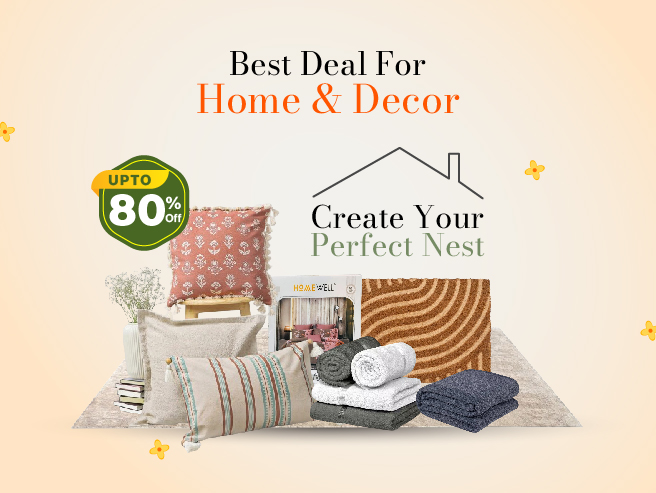 Best Deal For
Home & Decor
UPTO
80%
Off
Create Your
Perfect Nest
HOMEWELL